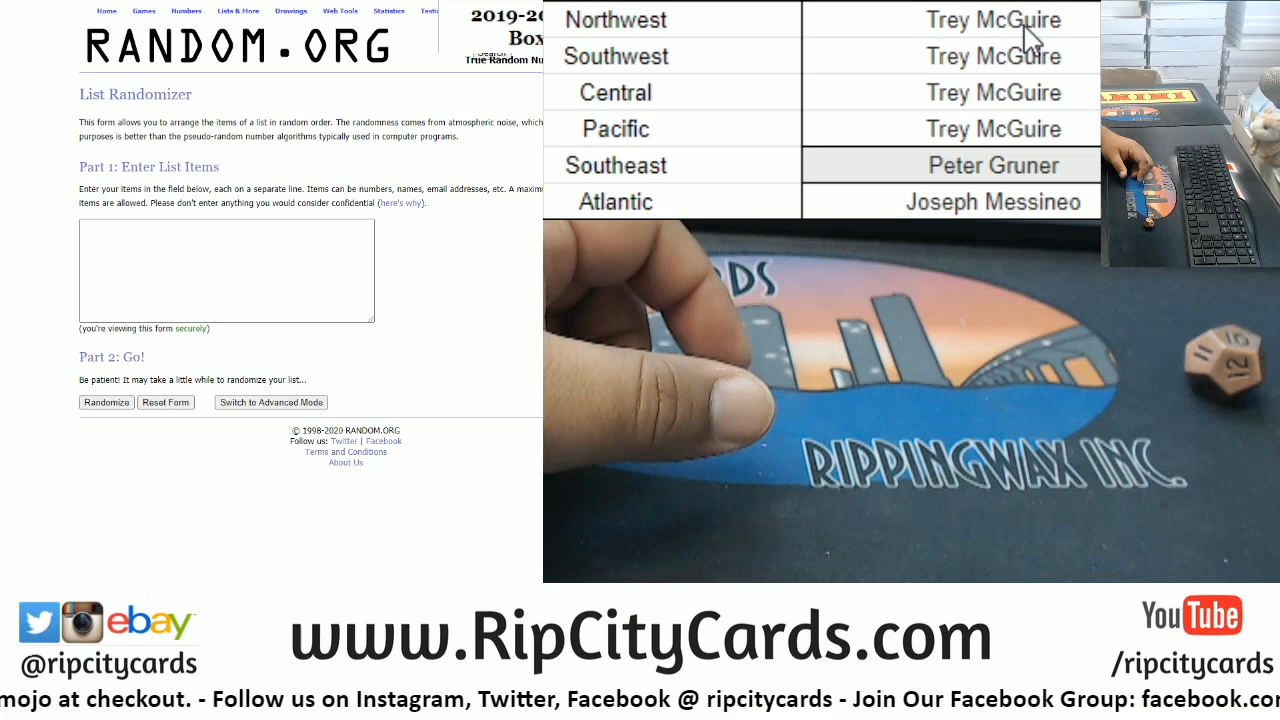 Home Games Numbers Lists & More Drawings Web Tools Statistics
RANDOM.ORG
Search
True Random
2019-20
Box
List Randomizer
This form allows you to arrange the items of a list in random order. The randomness comes from atmospheric noise, which
purposes is better than the pseudo-random number algorithms typically used in computer programs.
Part 1: Enter List Items
Enter your items in the field below, each on a separate line. Items can be numbers, names, email addresses, etc. A
items are allowed. Please don't enter anything you would consider confidential (here's why).
(you're viewing this form securely)
Part 2: Go!
Be patient! It may take a little while to randomize your list...
Randomize Reset Form Switch to Advanced Mode
© 1998-2020 RANDOM.ORG
Follow us: Twitter | Facebook
Terms and Conditions
About Us
Northwest Trey McGuire
Southwest Trey McGuire
Central Trey McGuire
Pacific Trey McGuire
Southeast Peter Gruner
Atlantic Joseph Messineo
PANINI
RIPPINGWAX INC.
11
12
ebay
@ripcitycards
www.RipCityCards.com
YouTube
/ripcitycards
mojo at checkout. - Follow us on Instagram, Twitter, Facebook @ ripcitycards - Join Our Facebook Group: